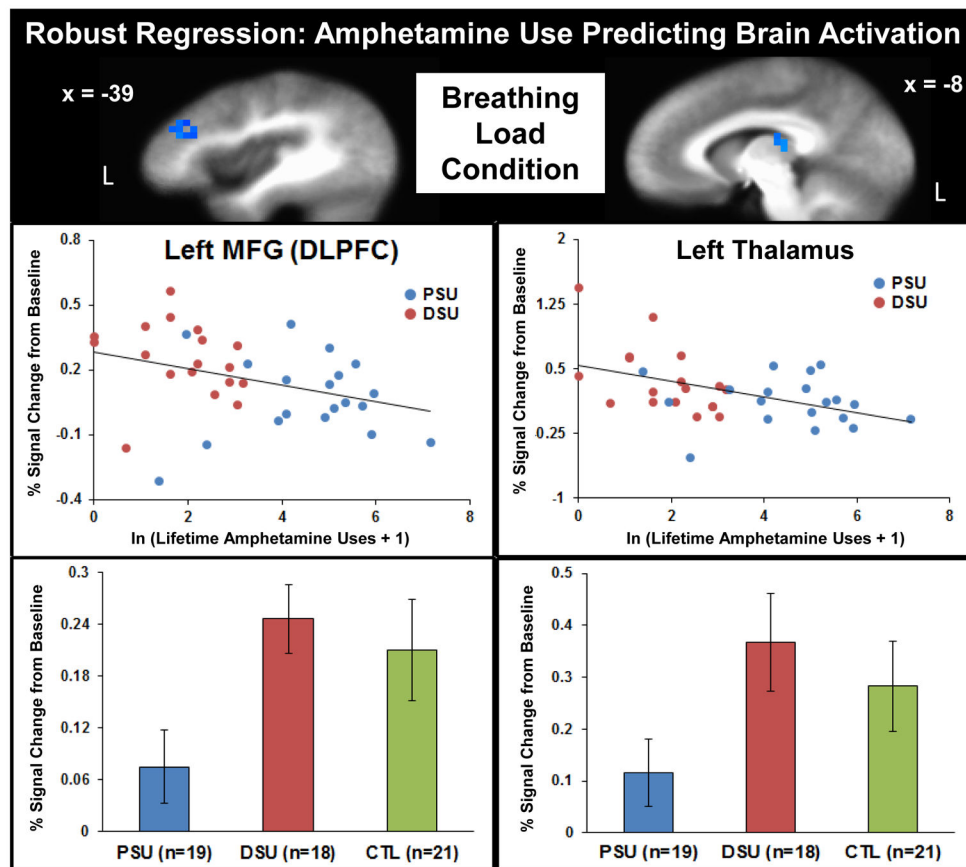 Robust Regression: Amphetamine Use Predicting Brain Activation
x = -39
Breathing
Load
Condition
x = -8
L
L
Left MFG (DLPFC)
% Signal Change from Baseline
0.8
0.5
0.2
-0.1
-0.4
0
2
4
6
8
ln (Lifetime Amphetamine Uses + 1)
PSU
DSU
Left Thalamus
% Signal Change from Baseline
2
1.25
0.5
-0.25
-1
0
2
4
6
8
ln (Lifetime Amphetamine Uses + 1)
PSU
DSU
% Signal Change from Baseline
0.3
0.24
0.18
0.12
0.06
0
PSU (n=19) DSU (n=18) CTL (n=21)
% Signal Change from Baseline
0.5
0.4
0.3
0.2
0.1
0
PSU (n=19) DSU (n=18) CTL (n=21)